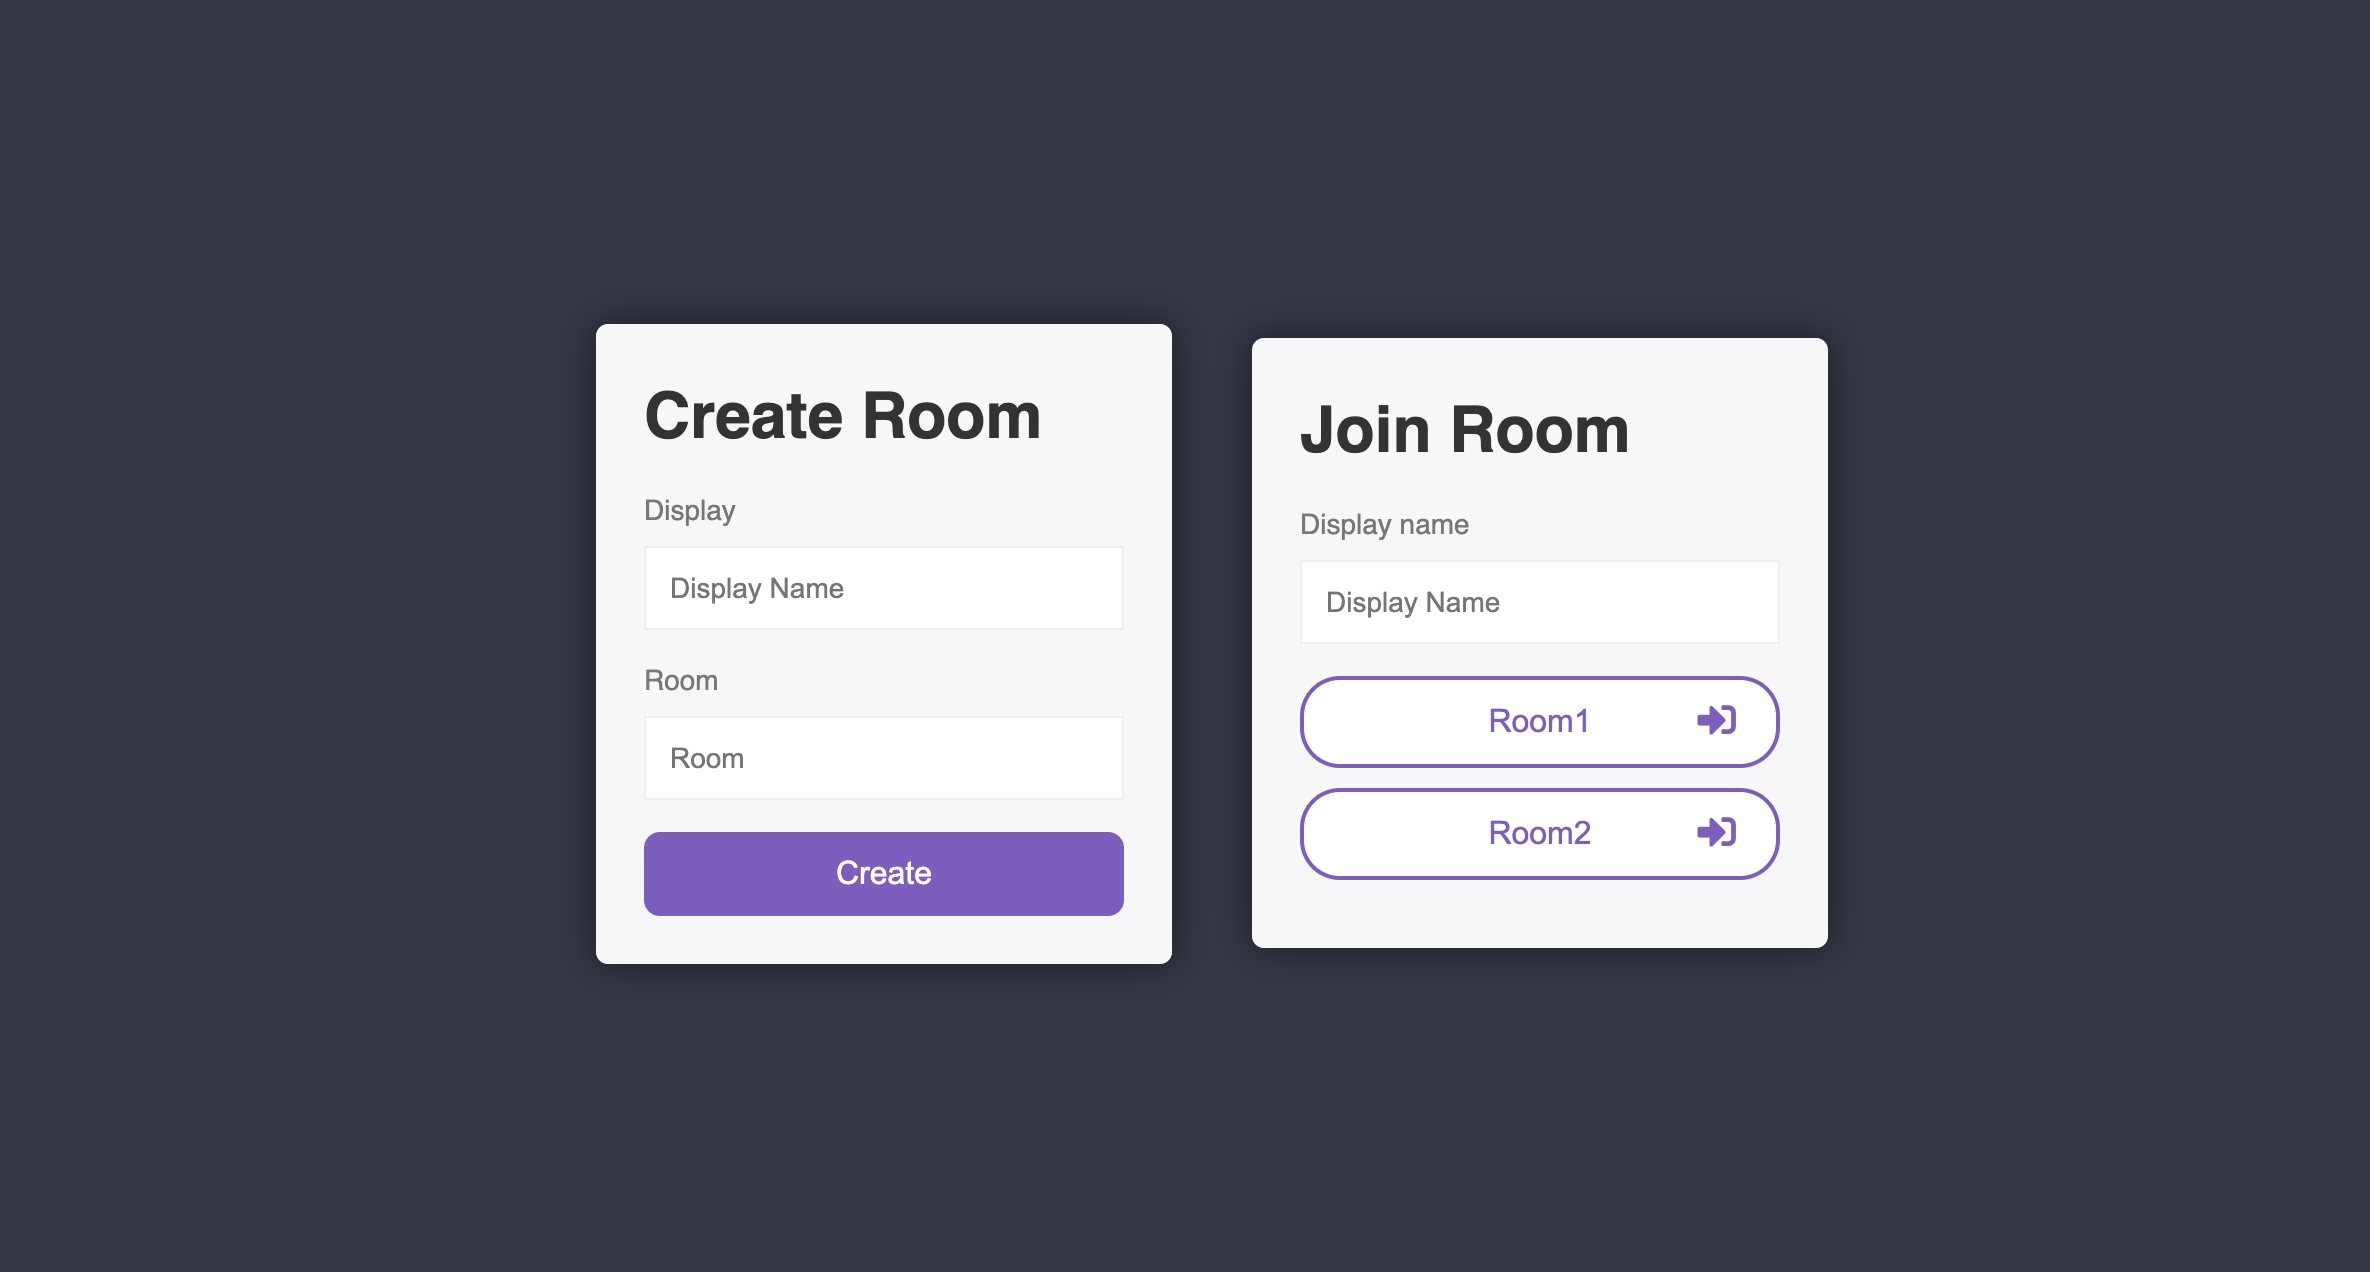 Create Room
Display
Display Name
Room
Room
Create
Join Room
Display name
Display Name
Room1
Room2